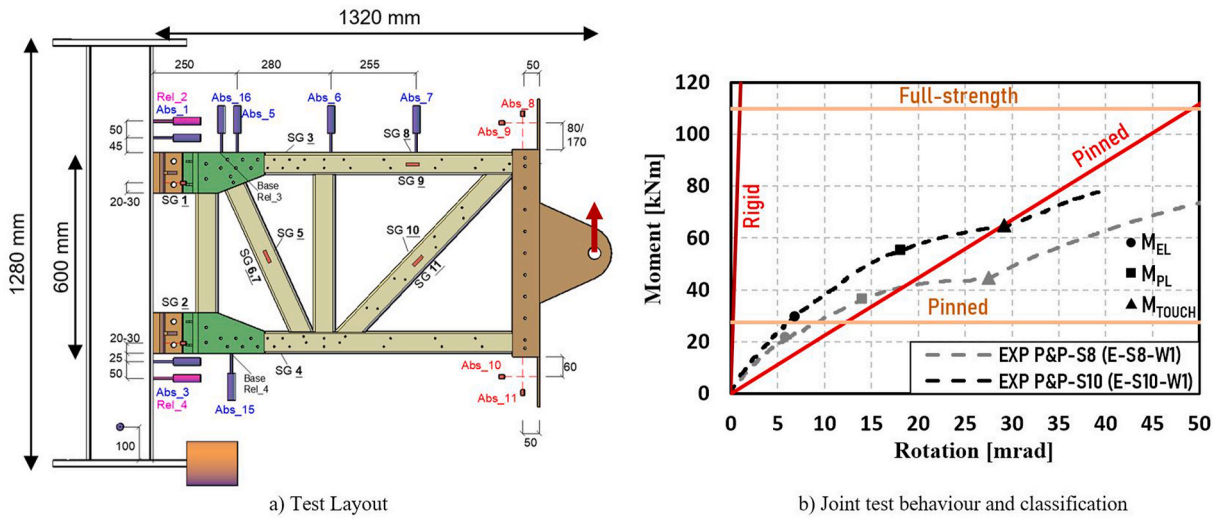 1320 mm
250
280
255
50
Rel_2
Abs_1
Abs_16
Abs_5
Abs_6
Abs_7
Abs_8
Abs_9
50
45
SG 3
SG 8
80/
170
SG 9
Base
Rel_3
20-30
SG 1
SG 5
SG 6,7
SG 10
SG 11
1280 mm
600 mm
SG 2
20-30
25
50
SG 4
Base
Rel_4
Abs_3
Rel_4
Abs_15
Abs_10
Abs_11
60
100
50
a) Test Layout
120
100
80
60
40
20
0
Moment [kNm]
Full-strength
Rigid
Pinned
Pinned
M_EL
M_PL
M_TOUCH
EXP P&P-S8 (E-S8-W1)
EXP P&P-S10 (E-S10-W1)
0 5 10 15 20 25 30 35 40 45 50
Rotation [mrad]
b) Joint test behaviour and classification